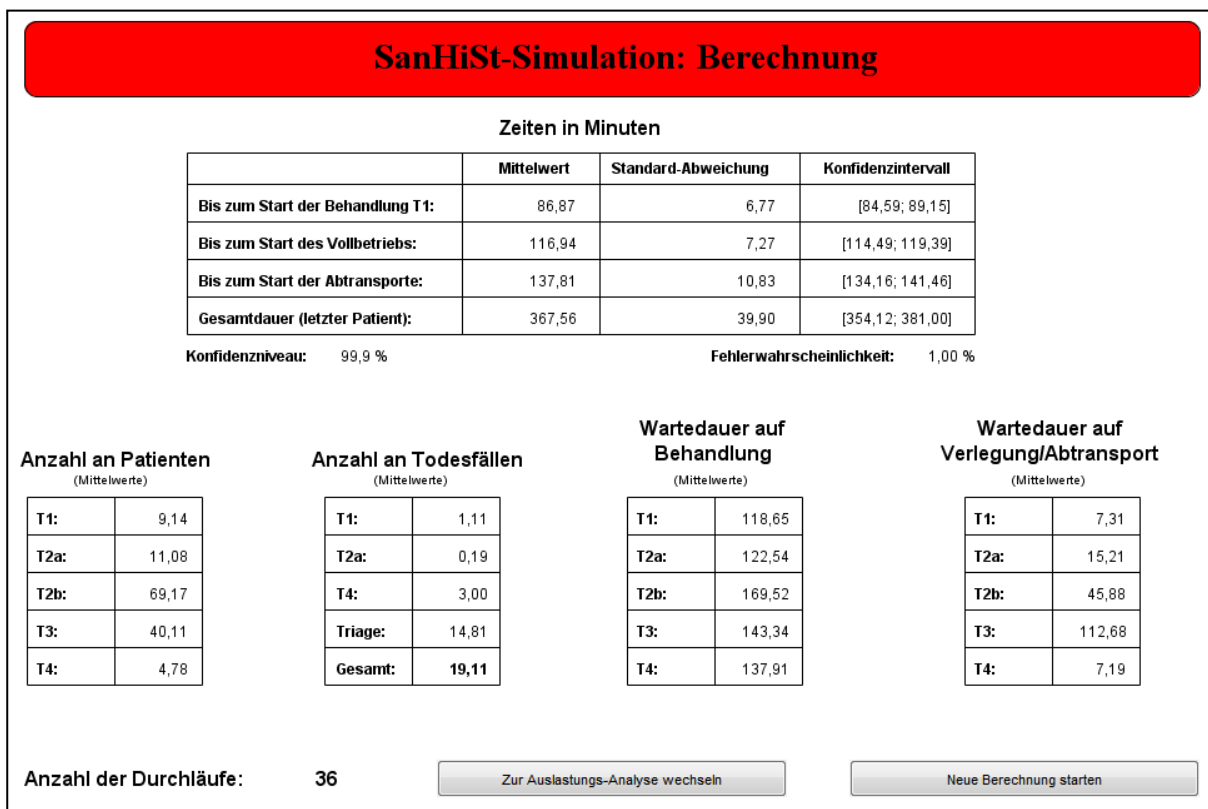 SanHiSt-Simulation: Berechnung
Zeiten in Minuten
Mittelwert Standard-Abweichung Konfidenzintervall
Bis zum Start der Behandlung T1: 86,87 6,77 [84,59; 89,15]
Bis zum Start des Vollbetriebs: 116,94 7,27 [114,49; 119,39]
Bis zum Start der Abtransporte: 137,81 10,83 [134,16; 141,46]
Gesamtdauer (letzter Patient): 367,56 39,90 [354,12; 381,00]
Konfidenzniveau: 99,9 % Fehlerwahrscheinlichkeit: 1,00 %
Anzahl an Patienten
(Mittelwerte)
T1: 9,14
T2a: 11,08
T2b: 69,17
T3: 40,11
T4: 4,78
Anzahl an Todesfällen
(Mittelwerte)
T1: 1,11
T2a: 0,19
T4: 3,00
Triage: 14,81
Gesamt: 19,11
Wartedauer auf
Behandlung
(Mittelwerte)
T1: 118,65
T2a: 122,54
T2b: 169,52
T3: 143,34
T4: 137,91
Wartedauer auf
Verlegung/Abtransport
(Mittelwerte)
T1: 7,31
T2a: 15,21
T2b: 45,88
T3: 112,68
T4: 7,19
Anzahl der Durchläufe: 36
Zur Auslastungs-Analyse wechseln
Neue Berechnung starten